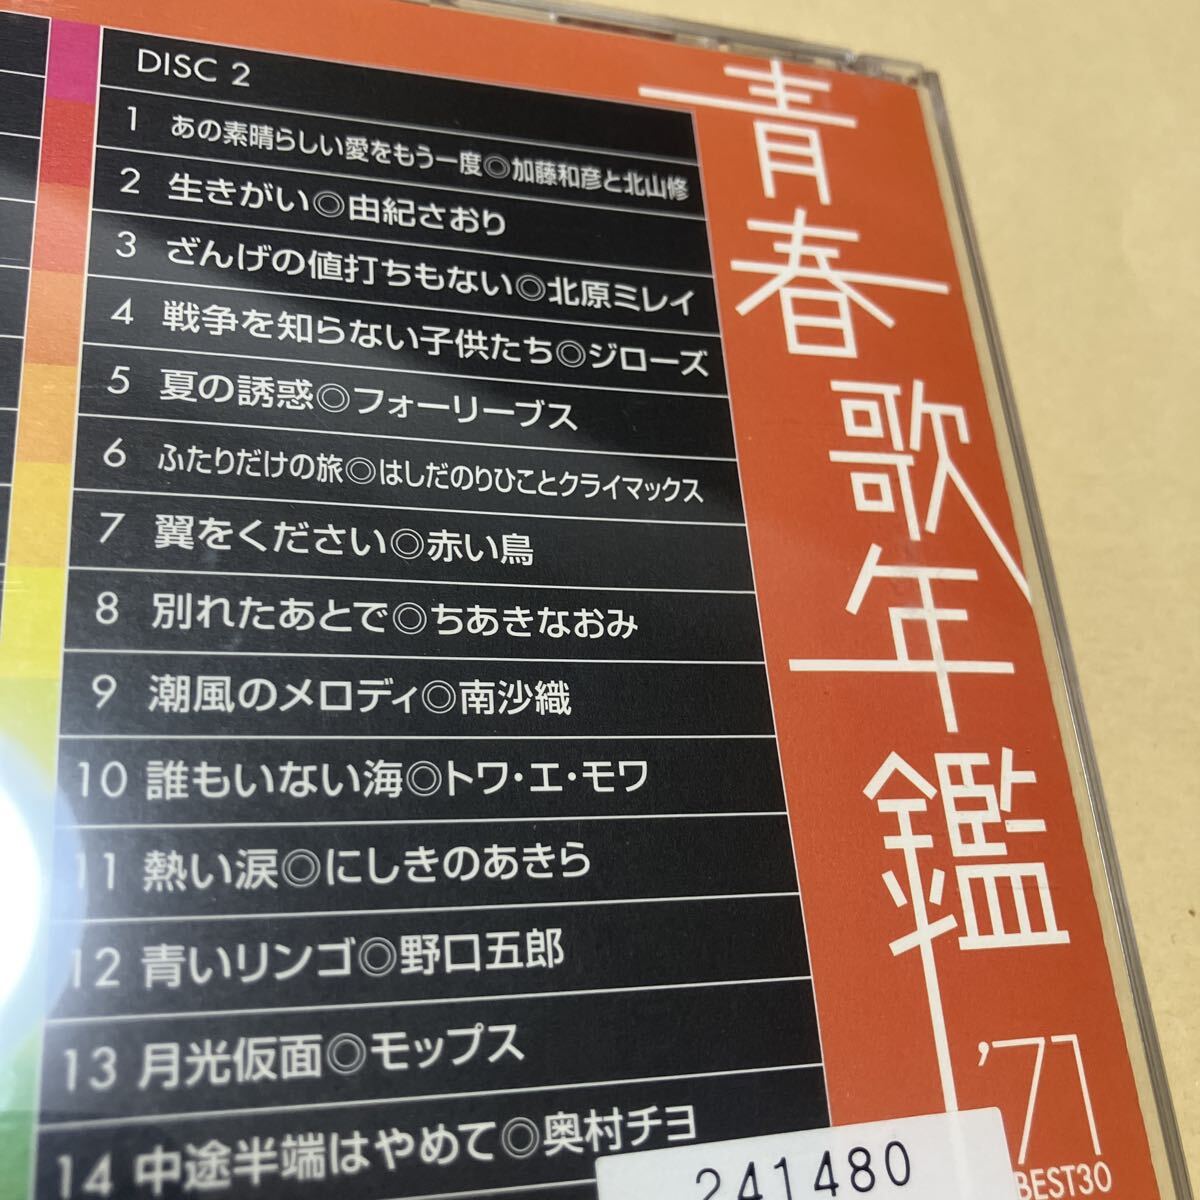 DISC 2
1 あの素晴らしい愛をもう一度◎加藤和彦と北山修
2 生きがい◎由紀さおり
3 ざんげの値打ちもない◎北原ミレイ
4 戦争を知らない子供たち◎ジローズ
5 夏の誘惑◎フォーリーブス
6 ふたりだけの旅◎はしだのりひことクライマックス
7 翼をください◎赤い鳥
8 別れたあとで◎ちあきなおみ
9 潮風のメロディ◎南沙織
10 誰もいない海◎トワ・エ・モワ
11 熱い涙◎にしきのあきら
12 青いリンゴ◎野口五郎
13 月光仮面◎モップス
14 中途半端はやめて◎奥村チヨ
青春歌年鑑
'71
BEST30
241480